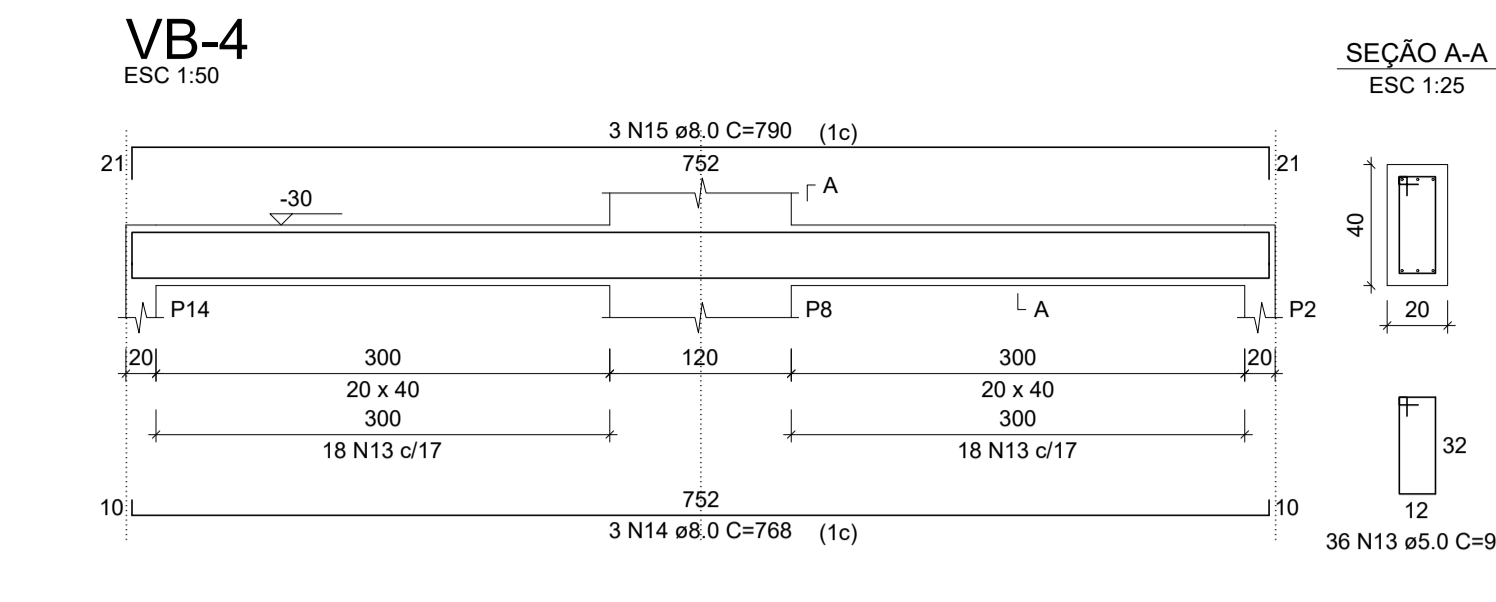 VB-4
ESC 1:50
SEÇÃO A-A
ESC 1:25
3 N15 ø8.0 C=790 (1c)
21
752
21
A
-30
40
P14
P8
A
P2
20
20
300
120
300
20
20 x 40
20 x 40
300
300
18 N13 c/17
18 N13 c/17
32
12
10
752
10
3 N14 ø8.0 C=768 (1c)
36 N13 ø5.0 C=9